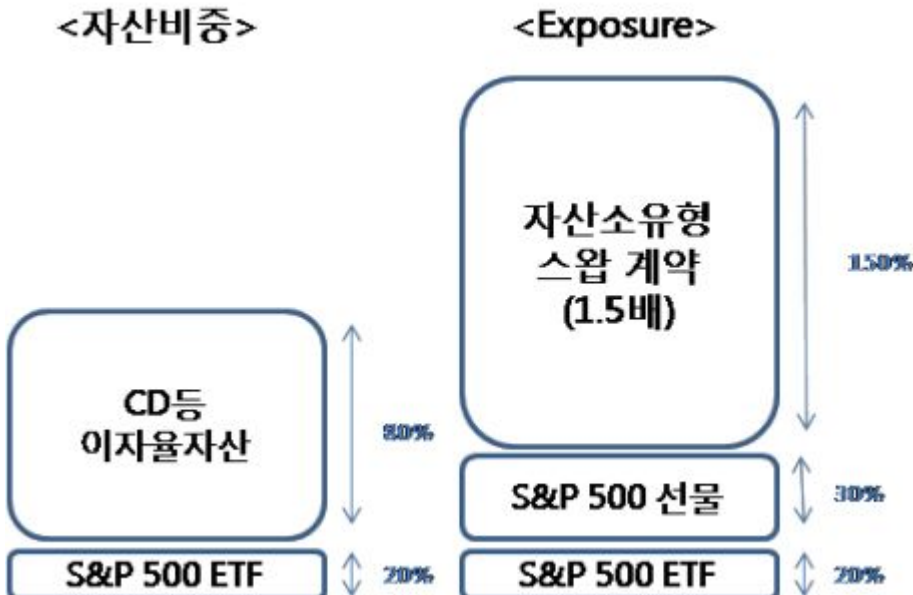 <자산비중>
CD등
이자율자산
80%
S&P 500 ETF
20%
<Exposure>
자산소유형
스왑 계약
(1.5배)
150%
S&P 500 선물
30%
S&P 500 ETF
20%